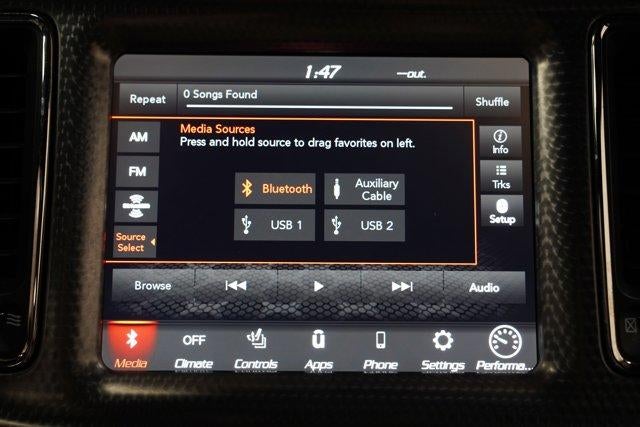 1:47
—out.
Repeat
0 Songs Found
Shuffle
AM
Media Sources
Press and hold source to drag favorites on left.
Info
FM
Bluetooth
Auxiliary
Cable
Trks
USB 1
USB 2
Setup
Source
Select
Browse
Audio
OFF
Media
Climate
Controls
Apps
Phone
Settings
Performa...